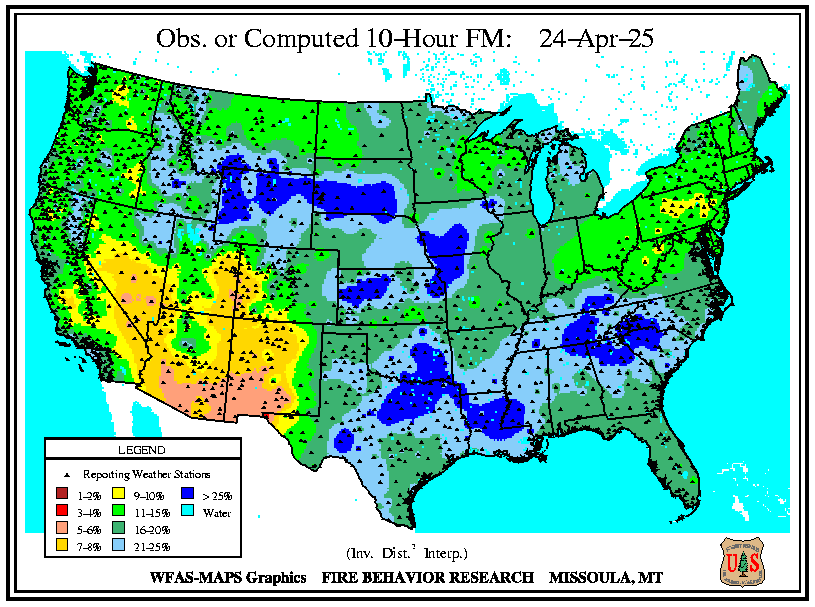 Obs. or Computed 10-Hour FM: 24-Apr-25
LEGEND
Reporting Weather Stations
1-2% 9-10% > 25%
3-4% 11-15% Water
5-6% 16-20%
7-8% 21-25%
(Inv. Dist.² Interp.)
WFAS-MAPS Graphics FIRE BEHAVIOR RESEARCH MISSOULA, MT
U S